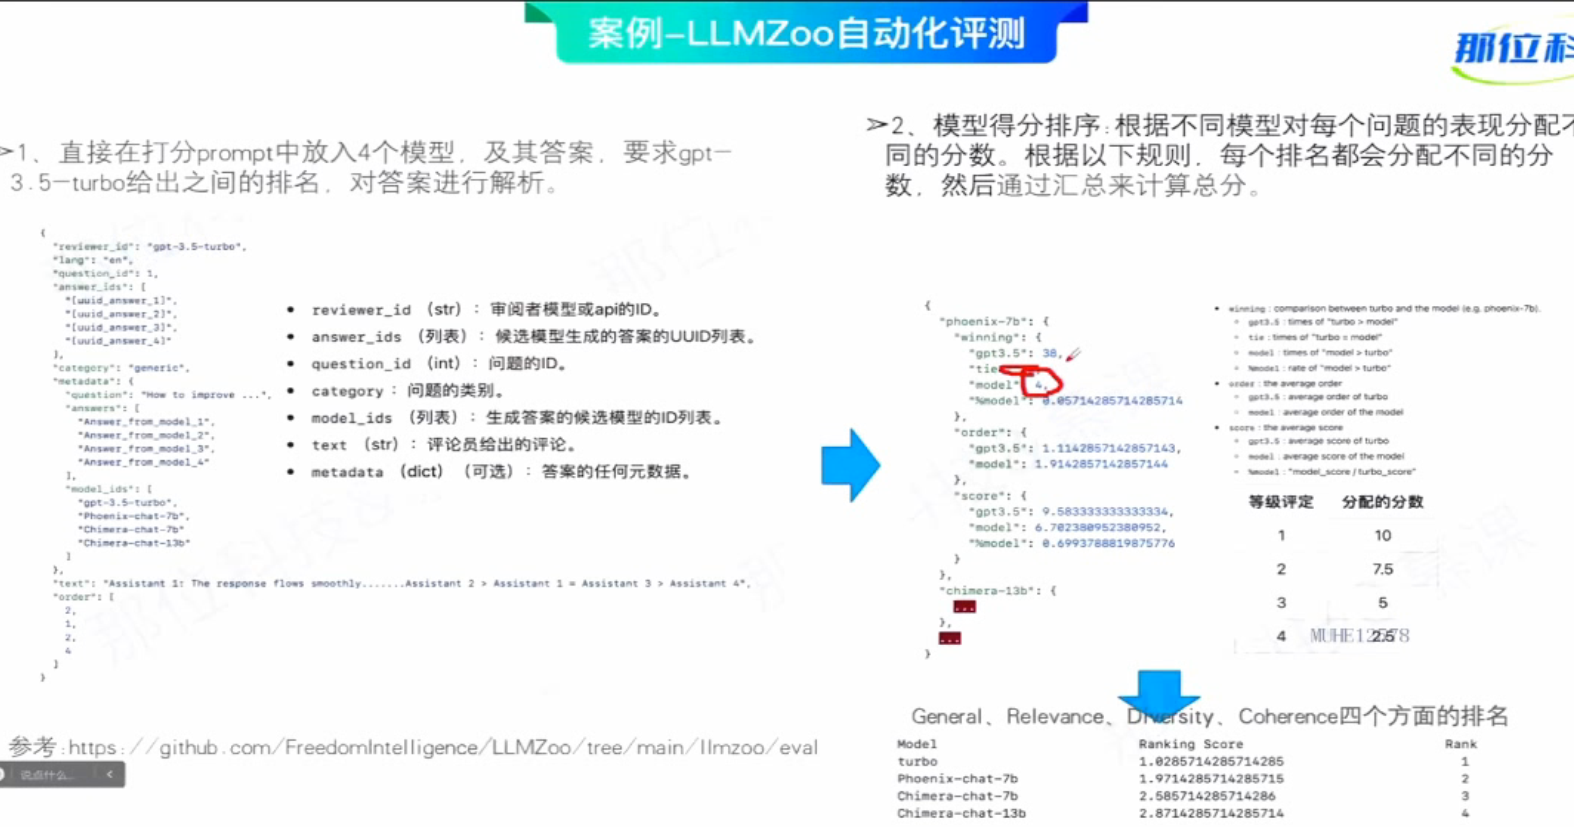 案例-LLMZoo自动化评测
那位科
➢1、直接在打分prompt中放入4个模型，及其答案，要求gpt-
3.5-turbo给出之间的排名，对答案进行解析。
{
"reviewer_id": "gpt-3.5-turbo",
"lang": "en",
"question_id": 1,
"answer_ids": [
"[uuid_answer_1]",
"[uuid_answer_2]",
"[uuid_answer_3]",
"[uuid_answer_4]"
],
"category": "generic",
"metadata": {
"question": "How to improve ...",
"answers": [
"Answer_from_model_1",
"Answer_from_model_2",
"Answer_from_model_3",
"Answer_from_model_4"
],
"model_ids": [
"gpt-3.5-turbo",
"Phoenix-chat-7b",
"Chimera-chat-7b"
"Chimera-chat-13b"
]
},
"text": "Assistant 1: The response flows smoothly.......Assistant 2 > Assistant 1 = Assistant 3 > Assistant 4",
"order": [
2,
1,
2,
4
]
}
• reviewer_id （str）：审阅者模型或api的ID。
• answer_ids （列表）：候选模型生成的答案的UUID列表。
• question_id （int）：问题的ID。
• category：问题的类别。
• model_ids （列表）：生成答案的候选模型的ID列表。
• text （str）：评论员给出的评论。
• metadata （dict）（可选）：答案的任何元数据。
参考:https://github.com/FreedomIntelligence/LLMZoo/tree/main/llmzoo/eval
说点什么...
➢2、模型得分排序:根据不同模型对每个问题的表现分配不
同的分数。根据以下规则，每个排名都会分配不同的分
数，然后通过汇总来计算总分。
{
"phoenix-7b": {
"winning": {
"gpt3.5": 38,
"tie
"model" 4,
"%model": 0.05714285714285714
},
"order": {
"gpt3.5": 1.1142857142857143,
"model": 1.9142857142857144
},
"score": {
"gpt3.5": 9.583333333333334,
"model": 6.702380952380952,
"%model": 0.6993788819875776
}
},
"chimera-13b": {
...
},
...
}
• winning : comparison between turbo and the model (e.g. phoenix-7b).
◦ gpt3.5 : times of "turbo > model"
◦ tie : times of "turbo = model"
◦ model : times of "model > turbo"
◦ %model : rate of "model > turbo"
• order : the average order
◦ gpt3.5 : average order of turbo
◦ model : average order of the model
• score : the average score
◦ gpt3.5 : average score of turbo
◦ model : average score of the model
◦ %model : "model_score / turbo_score"
等级评定 分配的分数
1 10
2 7.5
3 5
4 2.5
General、Relevance、Diversity、Coherence四个方面的排名
Model Ranking Score Rank
turbo 1.0285714285714285 1
Phoenix-chat-7b 1.9714285714285715 2
Chimera-chat-7b 2.585714285714286 3
Chimera-chat-13b 2.8714285714285714 4